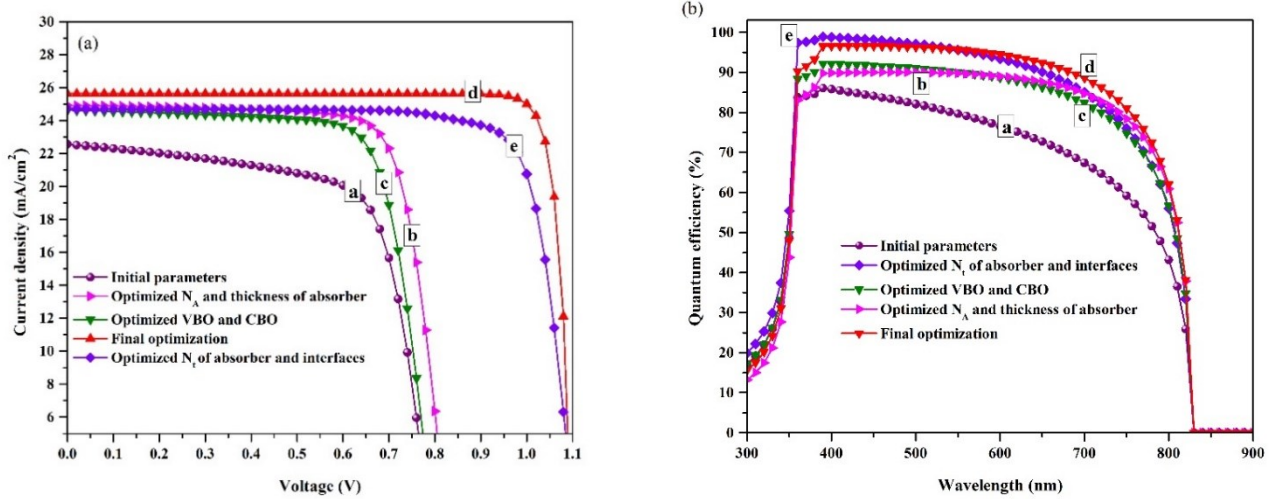 (a)
28
26
24
22
20
18
16
14
12
10
8
6
Current density (mA/cm²)
d
e
a
c
b
Initial parameters
Optimized N_A and thickness of absorber
Optimized VBO and CBO
Final optimization
Optimized N_t of absorber and interfaces
0.0 0.1 0.2 0.3 0.4 0.5 0.6 0.7 0.8 0.9 1.0 1.1
Voltage (V)
(b)
100
90
80
70
60
50
40
30
20
10
0
Quantum efficiency (%)
e
d
b
c
a
Initial parameters
Optimized N_t of absorber and interfaces
Optimized VBO and CBO
Optimized N_A and thickness of absorber
Final optimization
300 400 500 600 700 800 900
Wavelength (nm)